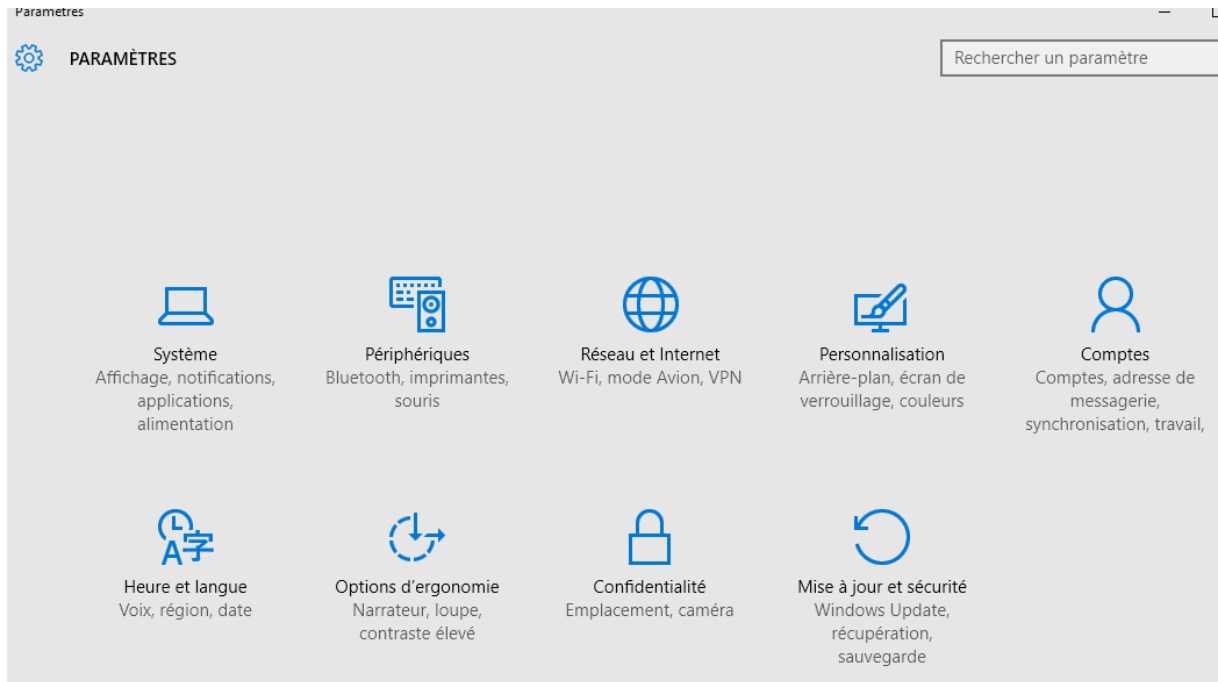 Paramètres
PARAMÈTRES
Rechercher un paramètre
Système
Affichage, notifications,
applications,
alimentation
Périphériques
Bluetooth, imprimantes,
souris
Réseau et Internet
Wi-Fi, mode Avion, VPN
Personnalisation
Arrière-plan, écran de
verrouillage, couleurs
Comptes
Comptes, adresse de
messagerie,
synchronisation, travail,
Heure et langue
Voix, région, date
Options d'ergonomie
Narrateur, loupe,
contraste élevé
Confidentialité
Emplacement, caméra
Mise à jour et sécurité
Windows Update,
récupération,
sauvegarde